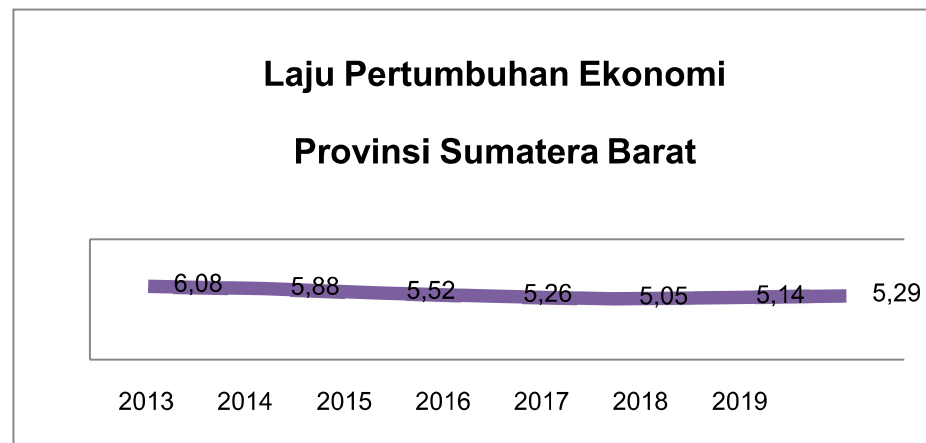 Laju Pertumbuhan Ekonomi
Provinsi Sumatera Barat
6,08 5,88 5,52 5,26 5,05 5,14 5,29
2013 2014 2015 2016 2017 2018 2019